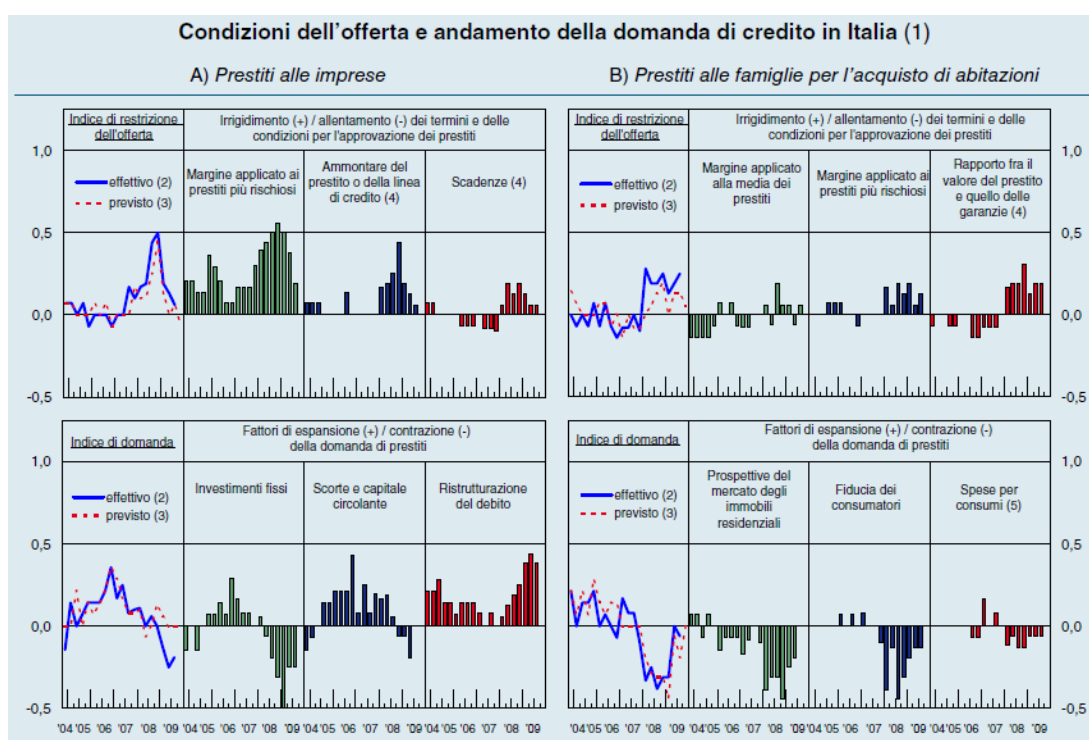 Condizioni dell'offerta e andamento della domanda di credito in Italia (1)
A) Prestiti alle imprese
B) Prestiti alle famiglie per l'acquisto di abitazioni
Indice di restrizione
dell'offerta
Irrigidimento (+) / allentamento (-) dei termini e delle
condizioni per l'approvazione dei prestiti
1,0
effettivo (2)
previsto (3)
Margine applicato ai
prestiti più rischiosi
Ammontare del
prestito o della linea
di credito (4)
Scadenze (4)
0,5
0,0
-0,5
Indice di restrizione
dell'offerta
Irrigidimento (+) / allentamento (-) dei termini e delle
condizioni per l'approvazione dei prestiti
effettivo (2)
previsto (3)
Margine applicato
alla media dei
prestiti
Margine applicato ai
prestiti più rischiosi
Rapporto fra il
valore del prestito
e quello delle
garanzie (4)
1,0
0,5
0,0
-0,5
Indice di domanda
Fattori di espansione (+) / contrazione (-)
della domanda di prestiti
1,0
effettivo (2)
previsto (3)
Investimenti fissi
Scorte e capitale
circolante
Ristrutturazione
del debito
0,5
0,0
-0,5
'04 '05 '06 '07 '08 '09 '04 '05 '06 '07 '08 '09 '04 '05 '06 '07 '08 '09 '04 '05 '06 '07 '08 '09
Indice di domanda
Fattori di espansione (+) / contrazione (-)
della domanda di prestiti
effettivo (2)
previsto (3)
Prospettive del
mercato degli
immobili
residenziali
Fiducia dei
consumatori
Spese per
consumi (5)
1,0
0,5
0,0
-0,5
'04 '05 '06 '07 '08 '09 '04 '05 '06 '07 '08 '09 '04 '05 '06 '07 '08 '09 '04 '05 '06 '07 '08 '09